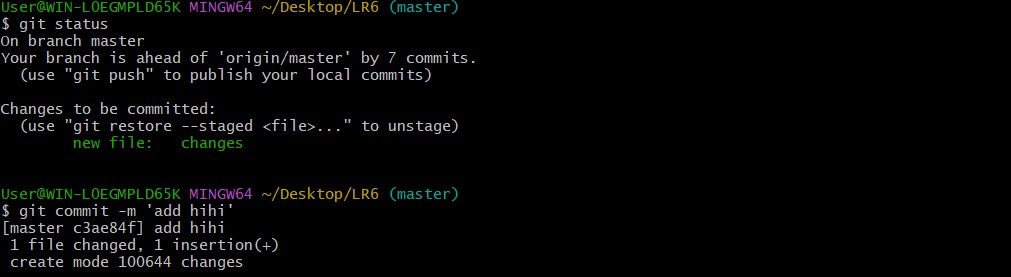 User@WIN-LOEGMPLD65K MINGW64 ~/Desktop/LR6 (master)
$ git status
On branch master
Your branch is ahead of 'origin/master' by 7 commits.
  (use "git push" to publish your local commits)

Changes to be committed:
  (use "git restore --staged <file>..." to unstage)
        new file:   changes

User@WIN-LOEGMPLD65K MINGW64 ~/Desktop/LR6 (master)
$ git commit -m 'add hihi'
[master c3ae84f] add hihi
 1 file changed, 1 insertion(+)
 create mode 100644 changes